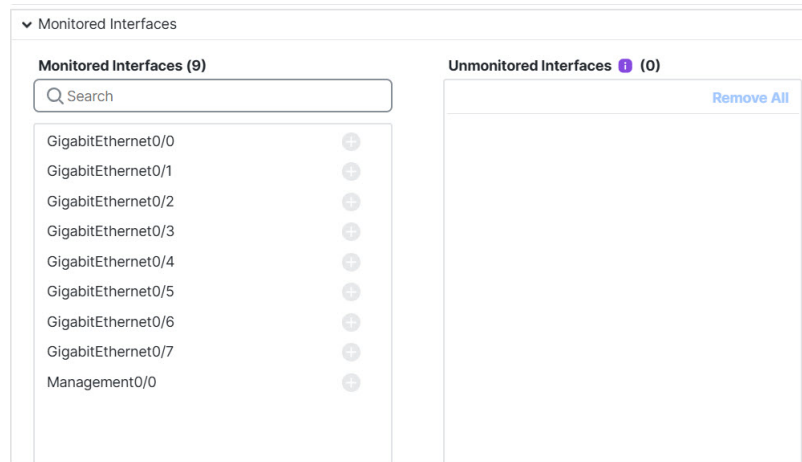 Monitored Interfaces
Monitored Interfaces (9)
Search
GigabitEthernet0/0
GigabitEthernet0/1
GigabitEthernet0/2
GigabitEthernet0/3
GigabitEthernet0/4
GigabitEthernet0/5
GigabitEthernet0/6
GigabitEthernet0/7
Management0/0
Unmonitored Interfaces i (0)
Remove All